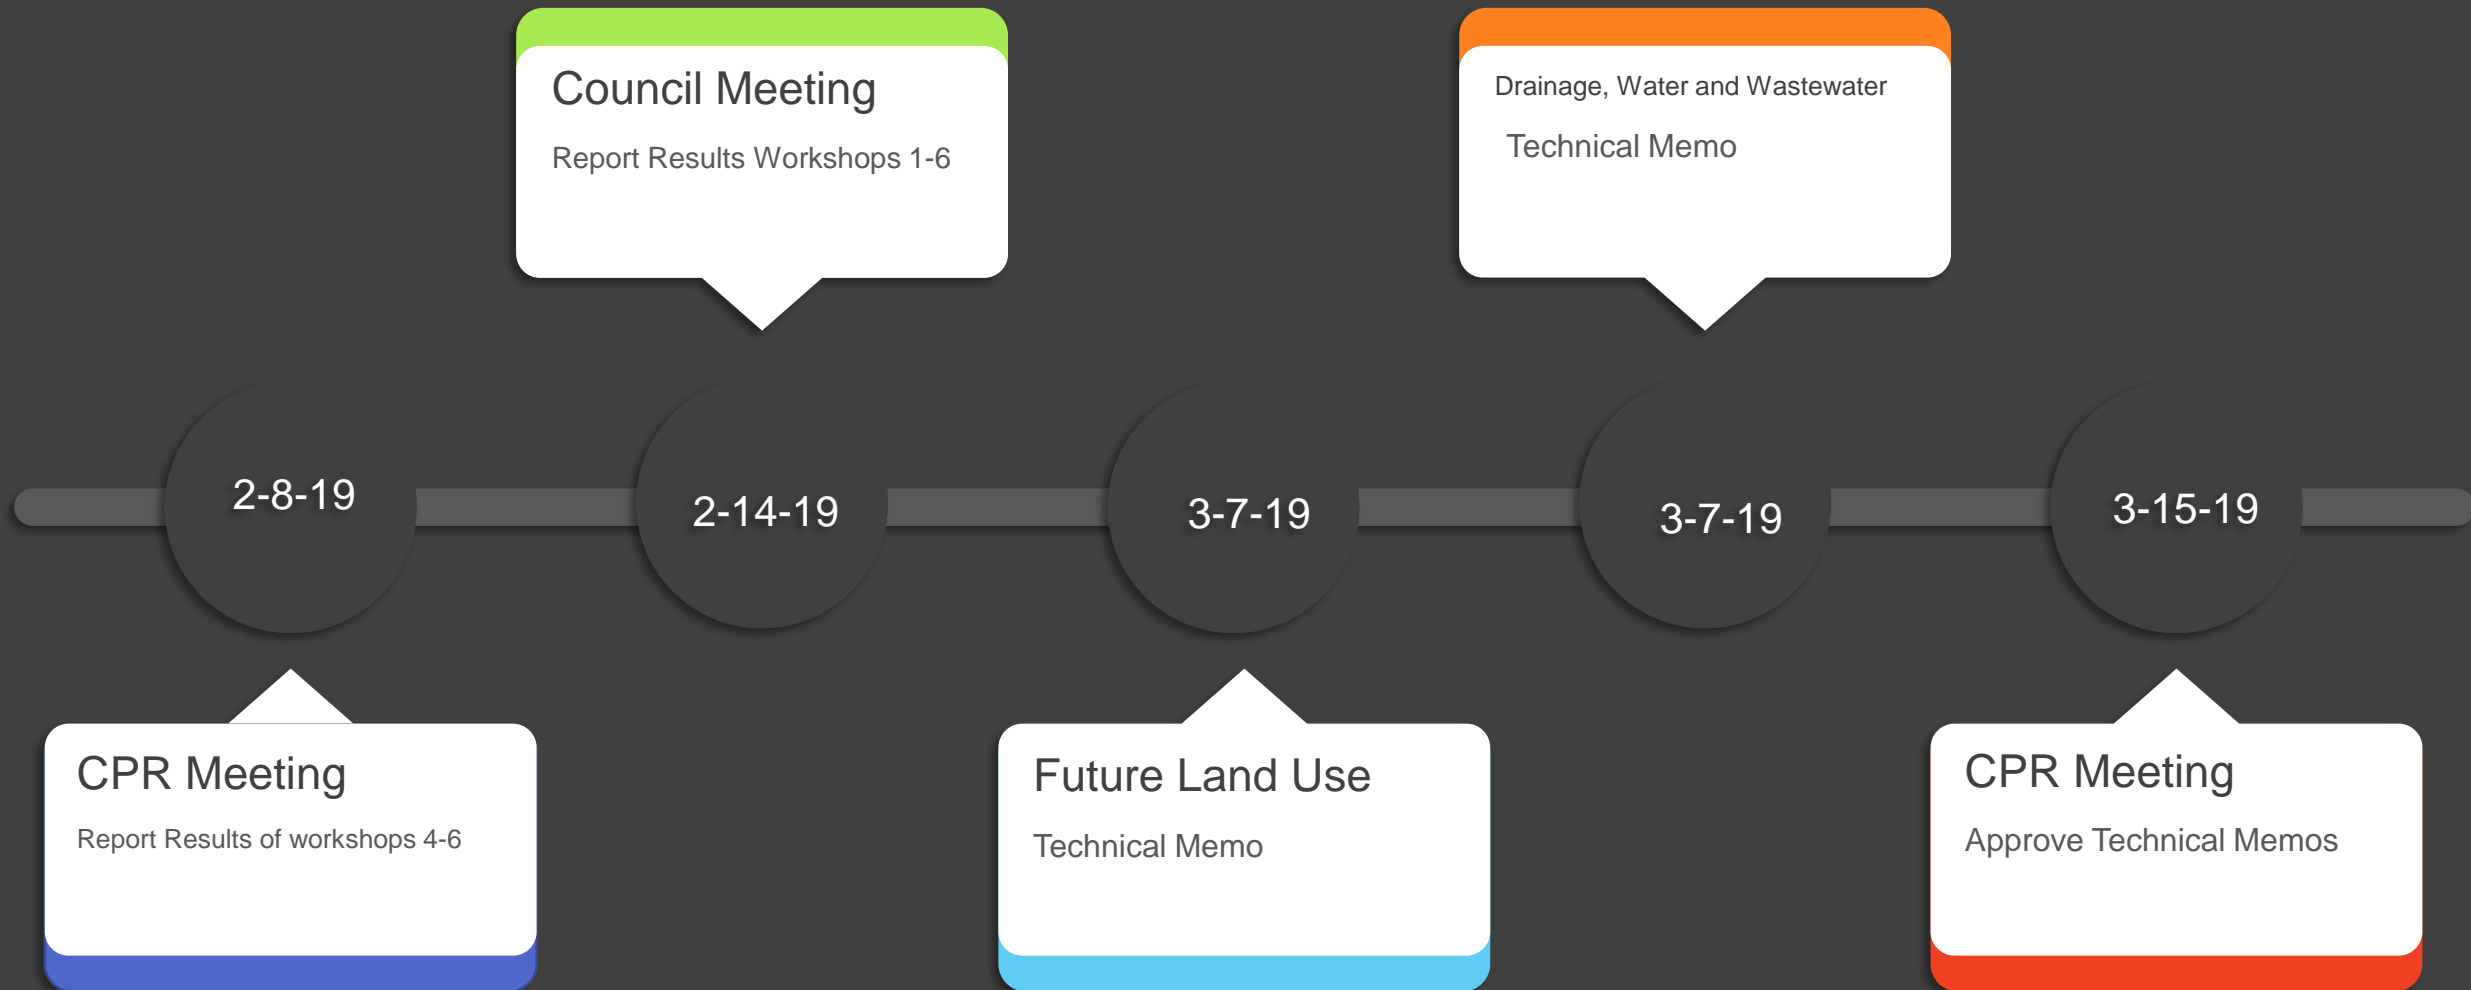 Council Meeting
Report Results Workshops 1-6
Drainage, Water and Wastewater
Technical Memo
2-8-19
2-14-19
3-7-19
3-7-19
3-15-19
CPR Meeting
Report Results of workshops 4-6
Future Land Use
Technical Memo
CPR Meeting
Approve Technical Memos